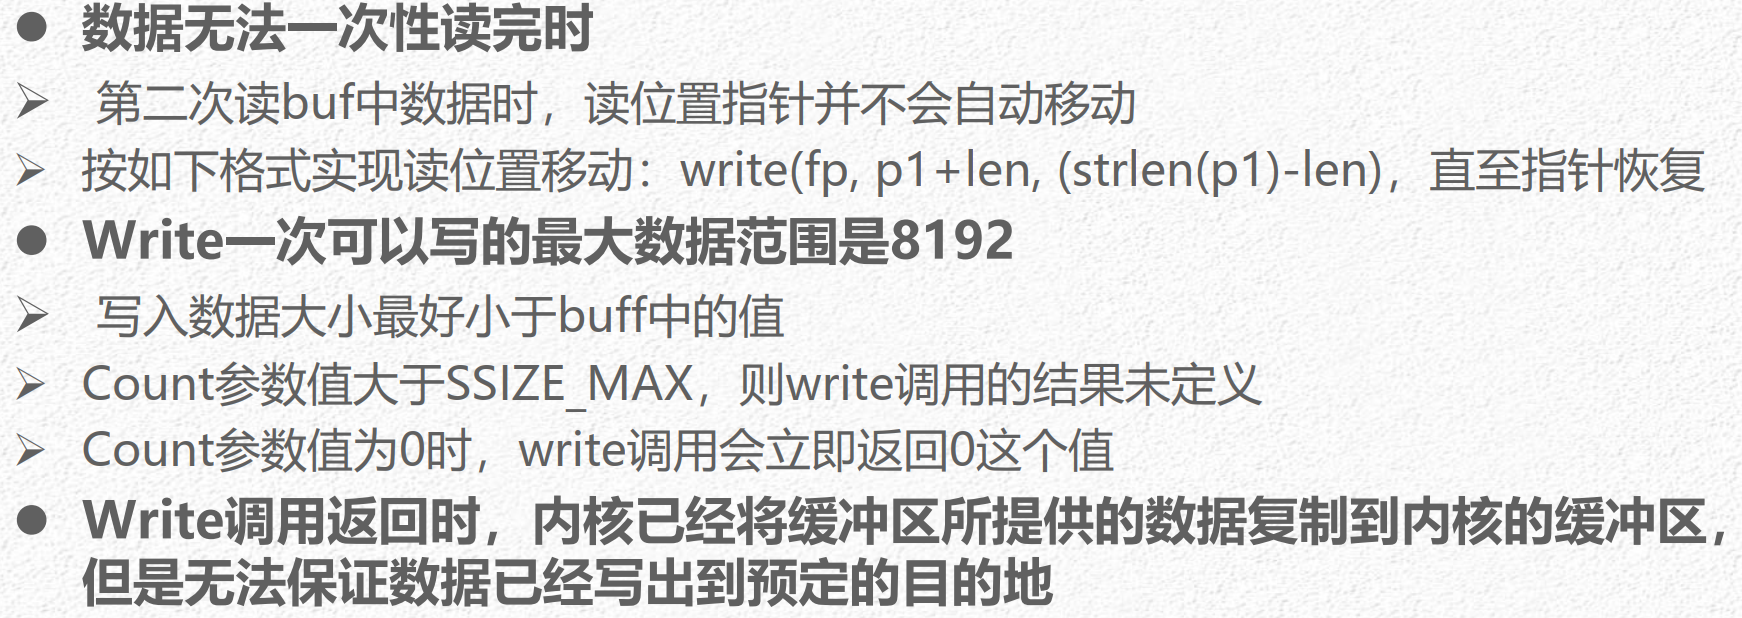 ● 数据无法一次性读完时
➢ 第二次读buf中数据时，读位置指针并不会自动移动
➢ 按如下格式实现读位置移动：write(fp, p1+len, (strlen(p1)-len)，直至指针恢复
● Write一次可以写的最大数据范围是8192
➢ 写入数据大小最好小于buff中的值
➢ Count参数值大于SSIZE_MAX，则write调用的结果未定义
➢ Count参数值为0时，write调用会立即返回0这个值
● Write调用返回时，内核已经将缓冲区所提供的数据复制到内核的缓冲区，
但是无法保证数据已经写出到预定的目的地